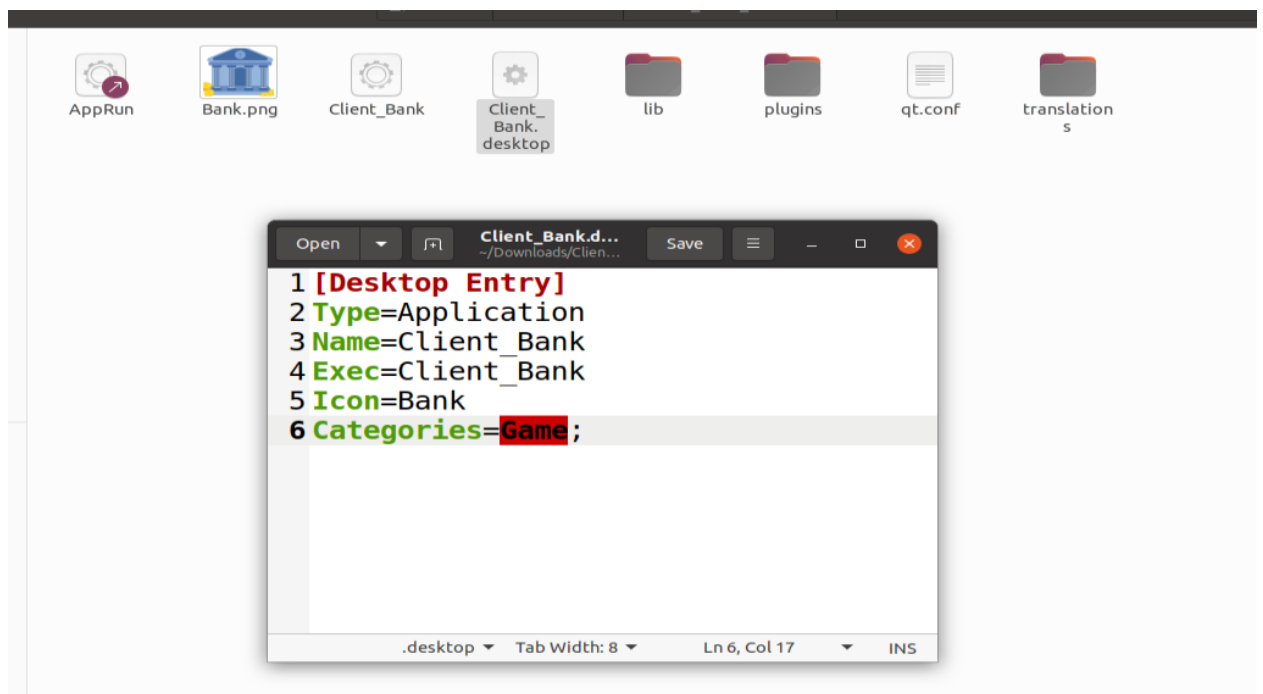 AppRun
Bank.png
Client_Bank
Client_
Bank.
desktop
lib
plugins
qt.conf
translation
s
Open
Client_Bank.d...
~/Downloads/Clien...
Save
1 [Desktop Entry]
2 Type=Application
3 Name=Client_Bank
4 Exec=Client_Bank
5 Icon=Bank
6 Categories=Game;
.desktop
Tab Width: 8
Ln 6, Col 17
INS